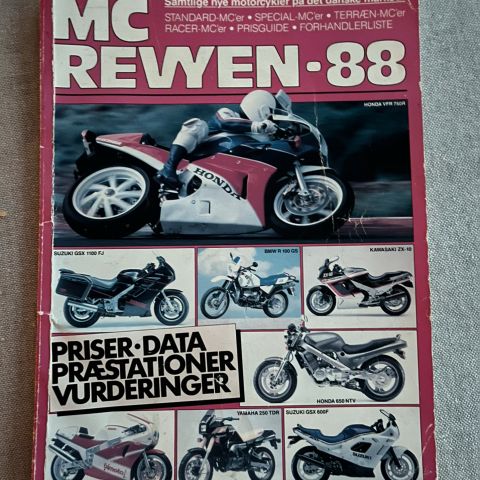 Samtlige nye motorcykler på det danske
MC
STANDARD-MC'er • SPECIAL-MC'er • TERRÆN-MC'er
RACER-MC'er • PRISGUIDE • FORHANDLERLISTE
REVYEN·88
HONDA VFR 750R
HONDA
SUZUKI GSX 1100 FJ
BMW R 100 GS
KAWASAKI ZX-10
PRISER·DATA
PRÆSTATIONER
VURDERINGER
HONDA 650 NTV
YAMAHA 250 TDR
SUZUKI GSX 600F
bimota
SUZUKI